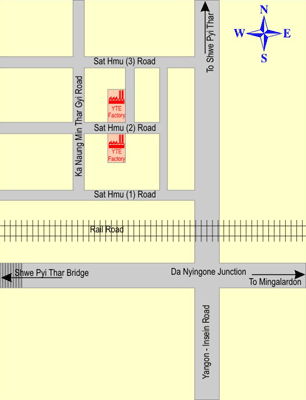 N
W E
S
To Shwe Pyi Thar
Sat Hmu (3) Road
Ka Naung Min Thar Gyi Road
YTE
Factory
Sat Hmu (2) Road
YTE
Factory
Sat Hmu (1) Road
Rail Road
Shwe Pyi Thar Bridge
Da Nyingone Junction
To Mingalardon
Yangon - Insein Road